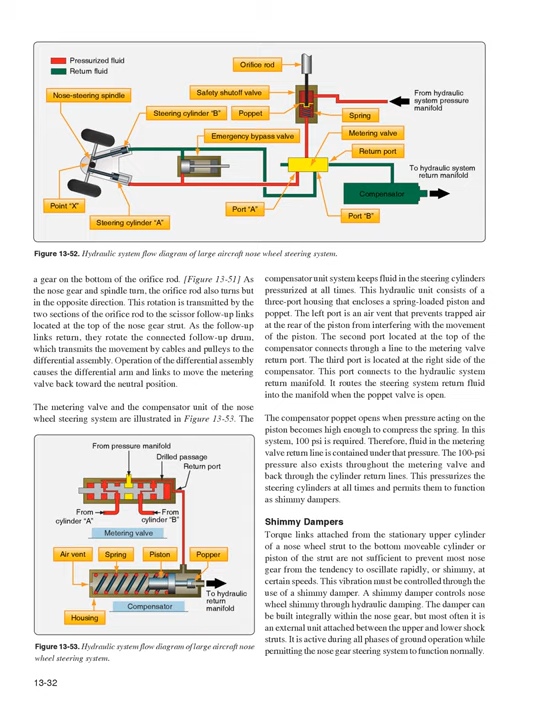 Pressurized fluid
Return fluid
Orifice rod
Nose-steering spindle
Safety shutoff valve
From hydraulic
system pressure
manifold
Steering cylinder “B”
Poppet
Spring
Emergency bypass valve
Metering valve
Return port
To hydraulic system
return manifold
Compensator
Point “X”
Port “A”
Port “B”
Steering cylinder “A”
Figure 13-52. Hydraulic system flow diagram of large aircraft nose wheel steering system.
a gear on the bottom of the orifice rod. [Figure 13-51] As
the nose gear and spindle turn, the orifice rod also turns but
in the opposite direction. This rotation is transmitted by the
two sections of the orifice rod to the scissor follow-up links
located at the top of the nose gear strut. As the follow-up
links return, they rotate the connected follow-up drum,
which transmits the movement by cables and pulleys to the
differential assembly. Operation of the differential assembly
causes the differential arm and links to move the metering
valve back toward the neutral position.
The metering valve and the compensator unit of the nose
wheel steering system are illustrated in Figure 13-53. The
From pressure manifold
Drilled passage
Return port
From
cylinder “A”
From
cylinder “B”
Metering valve
Air vent
Spring
Piston
Popper
To hydraulic
return
manifold
Compensator
Housing
Figure 13-53. Hydraulic system flow diagram of large aircraft nose
wheel steering system.
compensator unit system keeps fluid in the steering cylinders
pressurized at all times. This hydraulic unit consists of a
three-port housing that encloses a spring-loaded piston and
poppet. The left port is an air vent that prevents trapped air
at the rear of the piston from interfering with the movement
of the piston. The second port located at the top of the
compensator connects through a line to the metering valve
return port. The third port is located at the right side of the
compensator. This port connects to the hydraulic system
return manifold. It routes the steering system return fluid
into the manifold when the poppet valve is open.
The compensator poppet opens when pressure acting on the
piston becomes high enough to compress the spring. In this
system, 100 psi is required. Therefore, fluid in the metering
valve return line is contained under that pressure. The 100-psi
pressure also exists throughout the metering valve and
back through the cylinder return lines. This pressurizes the
steering cylinders at all times and permits them to function
as shimmy dampers.
Shimmy Dampers
Torque links attached from the stationary upper cylinder
of a nose wheel strut to the bottom moveable cylinder or
piston of the strut are not sufficient to prevent most nose
gear from the tendency to oscillate rapidly, or shimmy, at
certain speeds. This vibration must be controlled through the
use of a shimmy damper. A shimmy damper controls nose
wheel shimmy through hydraulic damping. The damper can
be built integrally within the nose gear, but most often it is
an external unit attached between the upper and lower shock
struts. It is active during all phases of ground operation while
permitting the nose gear steering system to function normally.
13-32